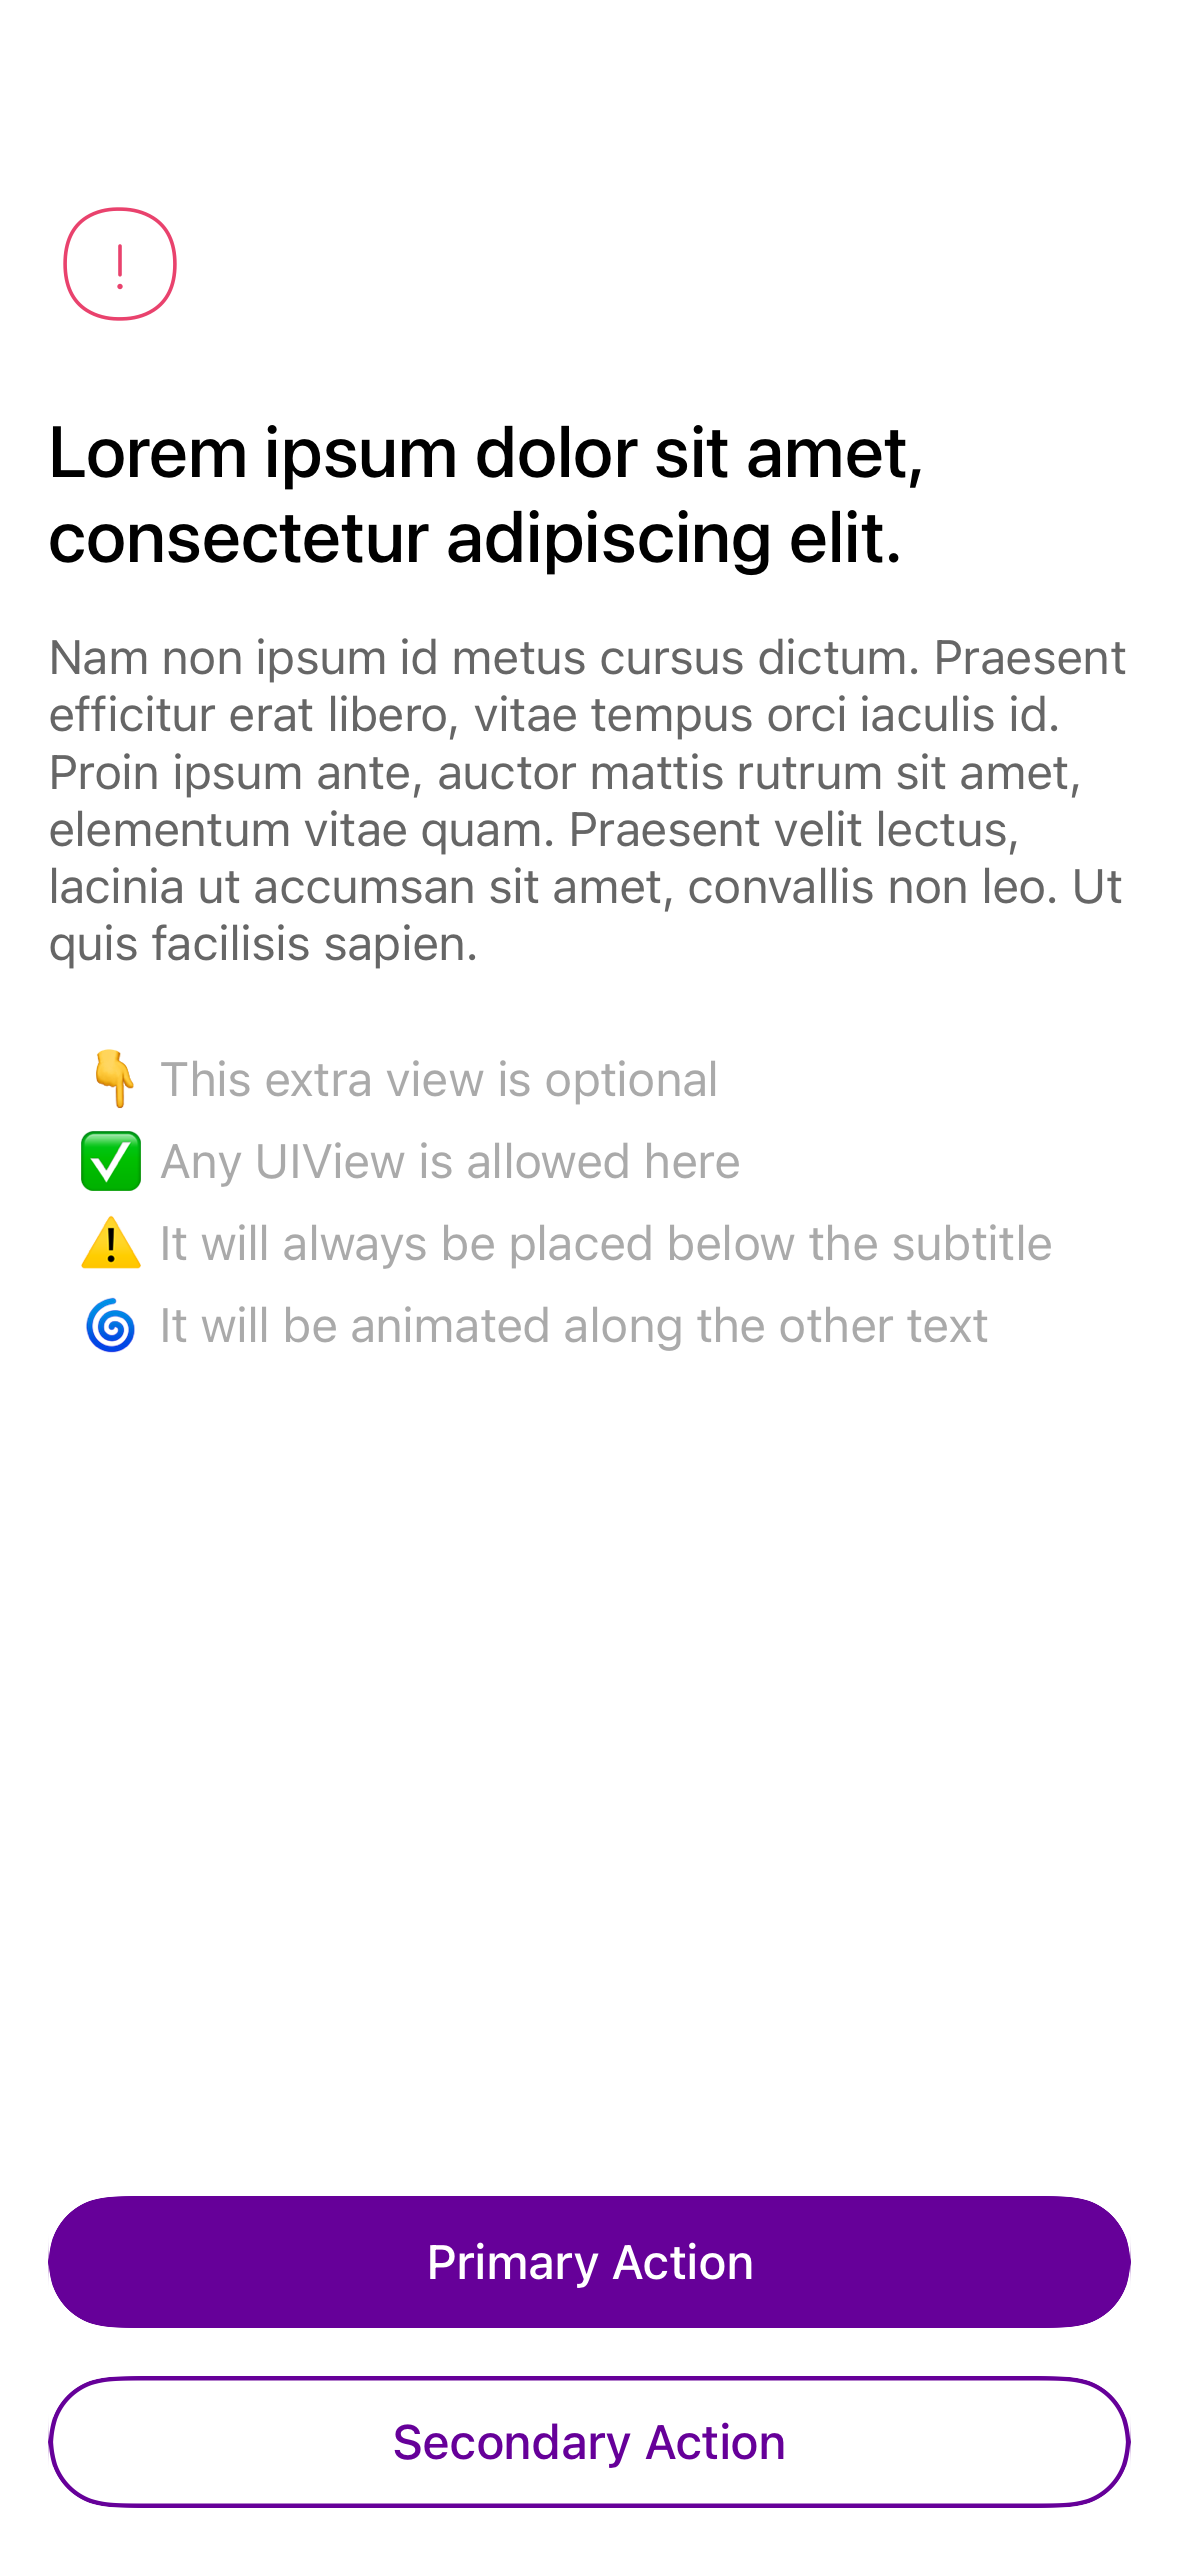 Lorem ipsum dolor sit amet,
consectetur adipiscing elit.
Nam non ipsum id metus cursus dictum. Praesent
efficitur erat libero, vitae tempus orci iaculis id.
Proin ipsum ante, auctor mattis rutrum sit amet,
elementum vitae quam. Praesent velit lectus,
lacinia ut accumsan sit amet, convallis non leo. Ut
quis facilisis sapien.
👇 This extra view is optional
✅ Any UIView is allowed here
⚠️ It will always be placed below the subtitle
🌀 It will be animated along the other text
Primary Action
Secondary Action